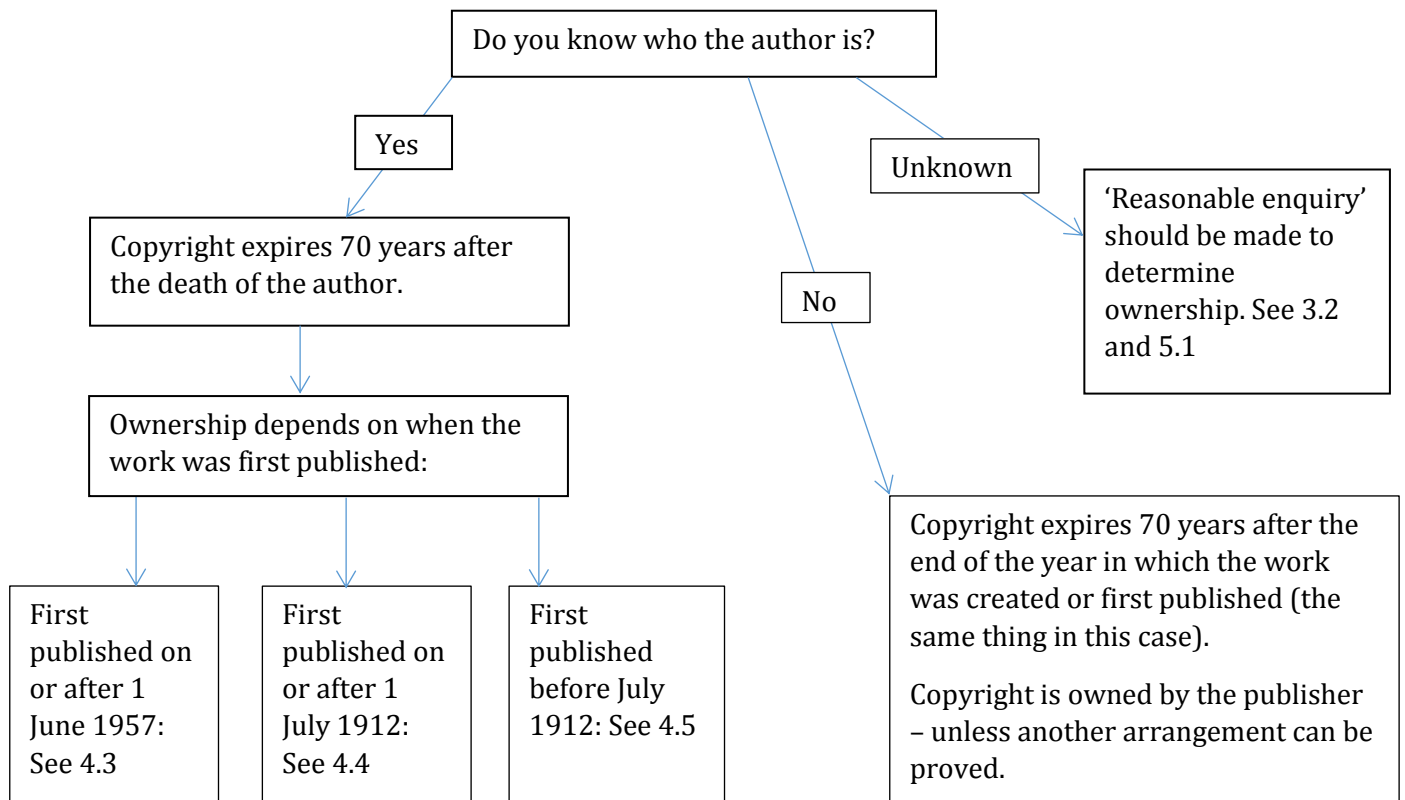 Do you know who the author is?
Yes
Unknown
‘Reasonable enquiry’
should be made to
determine
ownership. See 3.2
and 5.1
Copyright expires 70 years after
the death of the author.
No
Ownership depends on when the
work was first published:
First
published on
or after 1
June 1957:
See 4.3
First
published on
or after 1
July 1912:
See 4.4
First
published
before July
1912: See 4.5
Copyright expires 70 years after the
end of the year in which the work
was created or first published (the
same thing in this case).
Copyright is owned by the publisher
– unless another arrangement can be
proved.